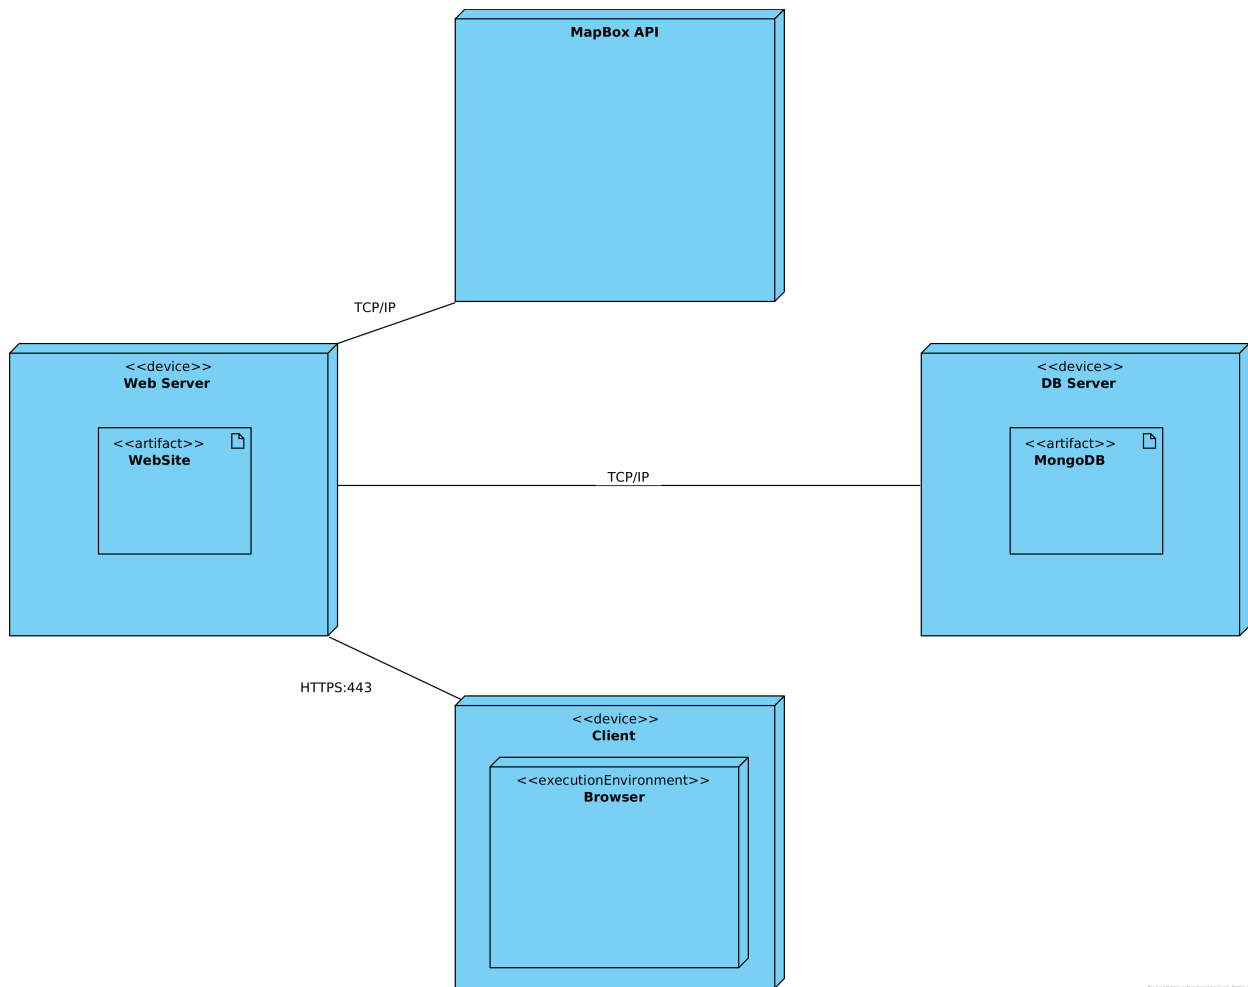 MapBox API
TCP/IP
<<device>>
Web Server
<<artifact>>
WebSite
TCP/IP
<<device>>
DB Server
<<artifact>>
MongoDB
HTTPS:443
<<device>>
Client
<<executionEnvironment>>
Browser